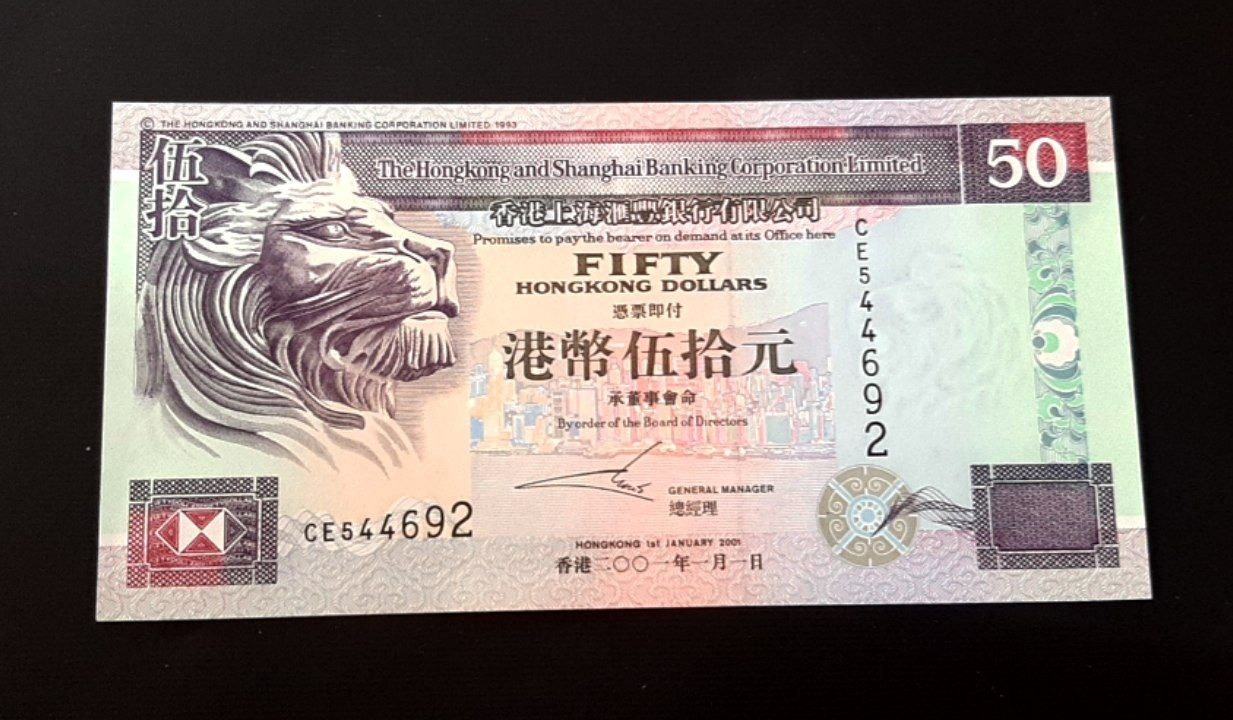 © THE HONGKONG AND SHANGHAI BANKING CORPORATION LIMITED 1993
伍拾
The Hongkong and Shanghai Banking Corporation Limited
50
香港上海滙豐銀行有限公司
Promises to pay the bearer on demand at its Office here
CE544692
FIFTY
HONGKONG DOLLARS
憑票即付
港幣伍拾元
承董事會命
By order of the Board of Directors
GENERAL MANAGER
總經理
CE544692
HONGKONG 1st JANUARY 2001
香港二〇〇一年一月一日